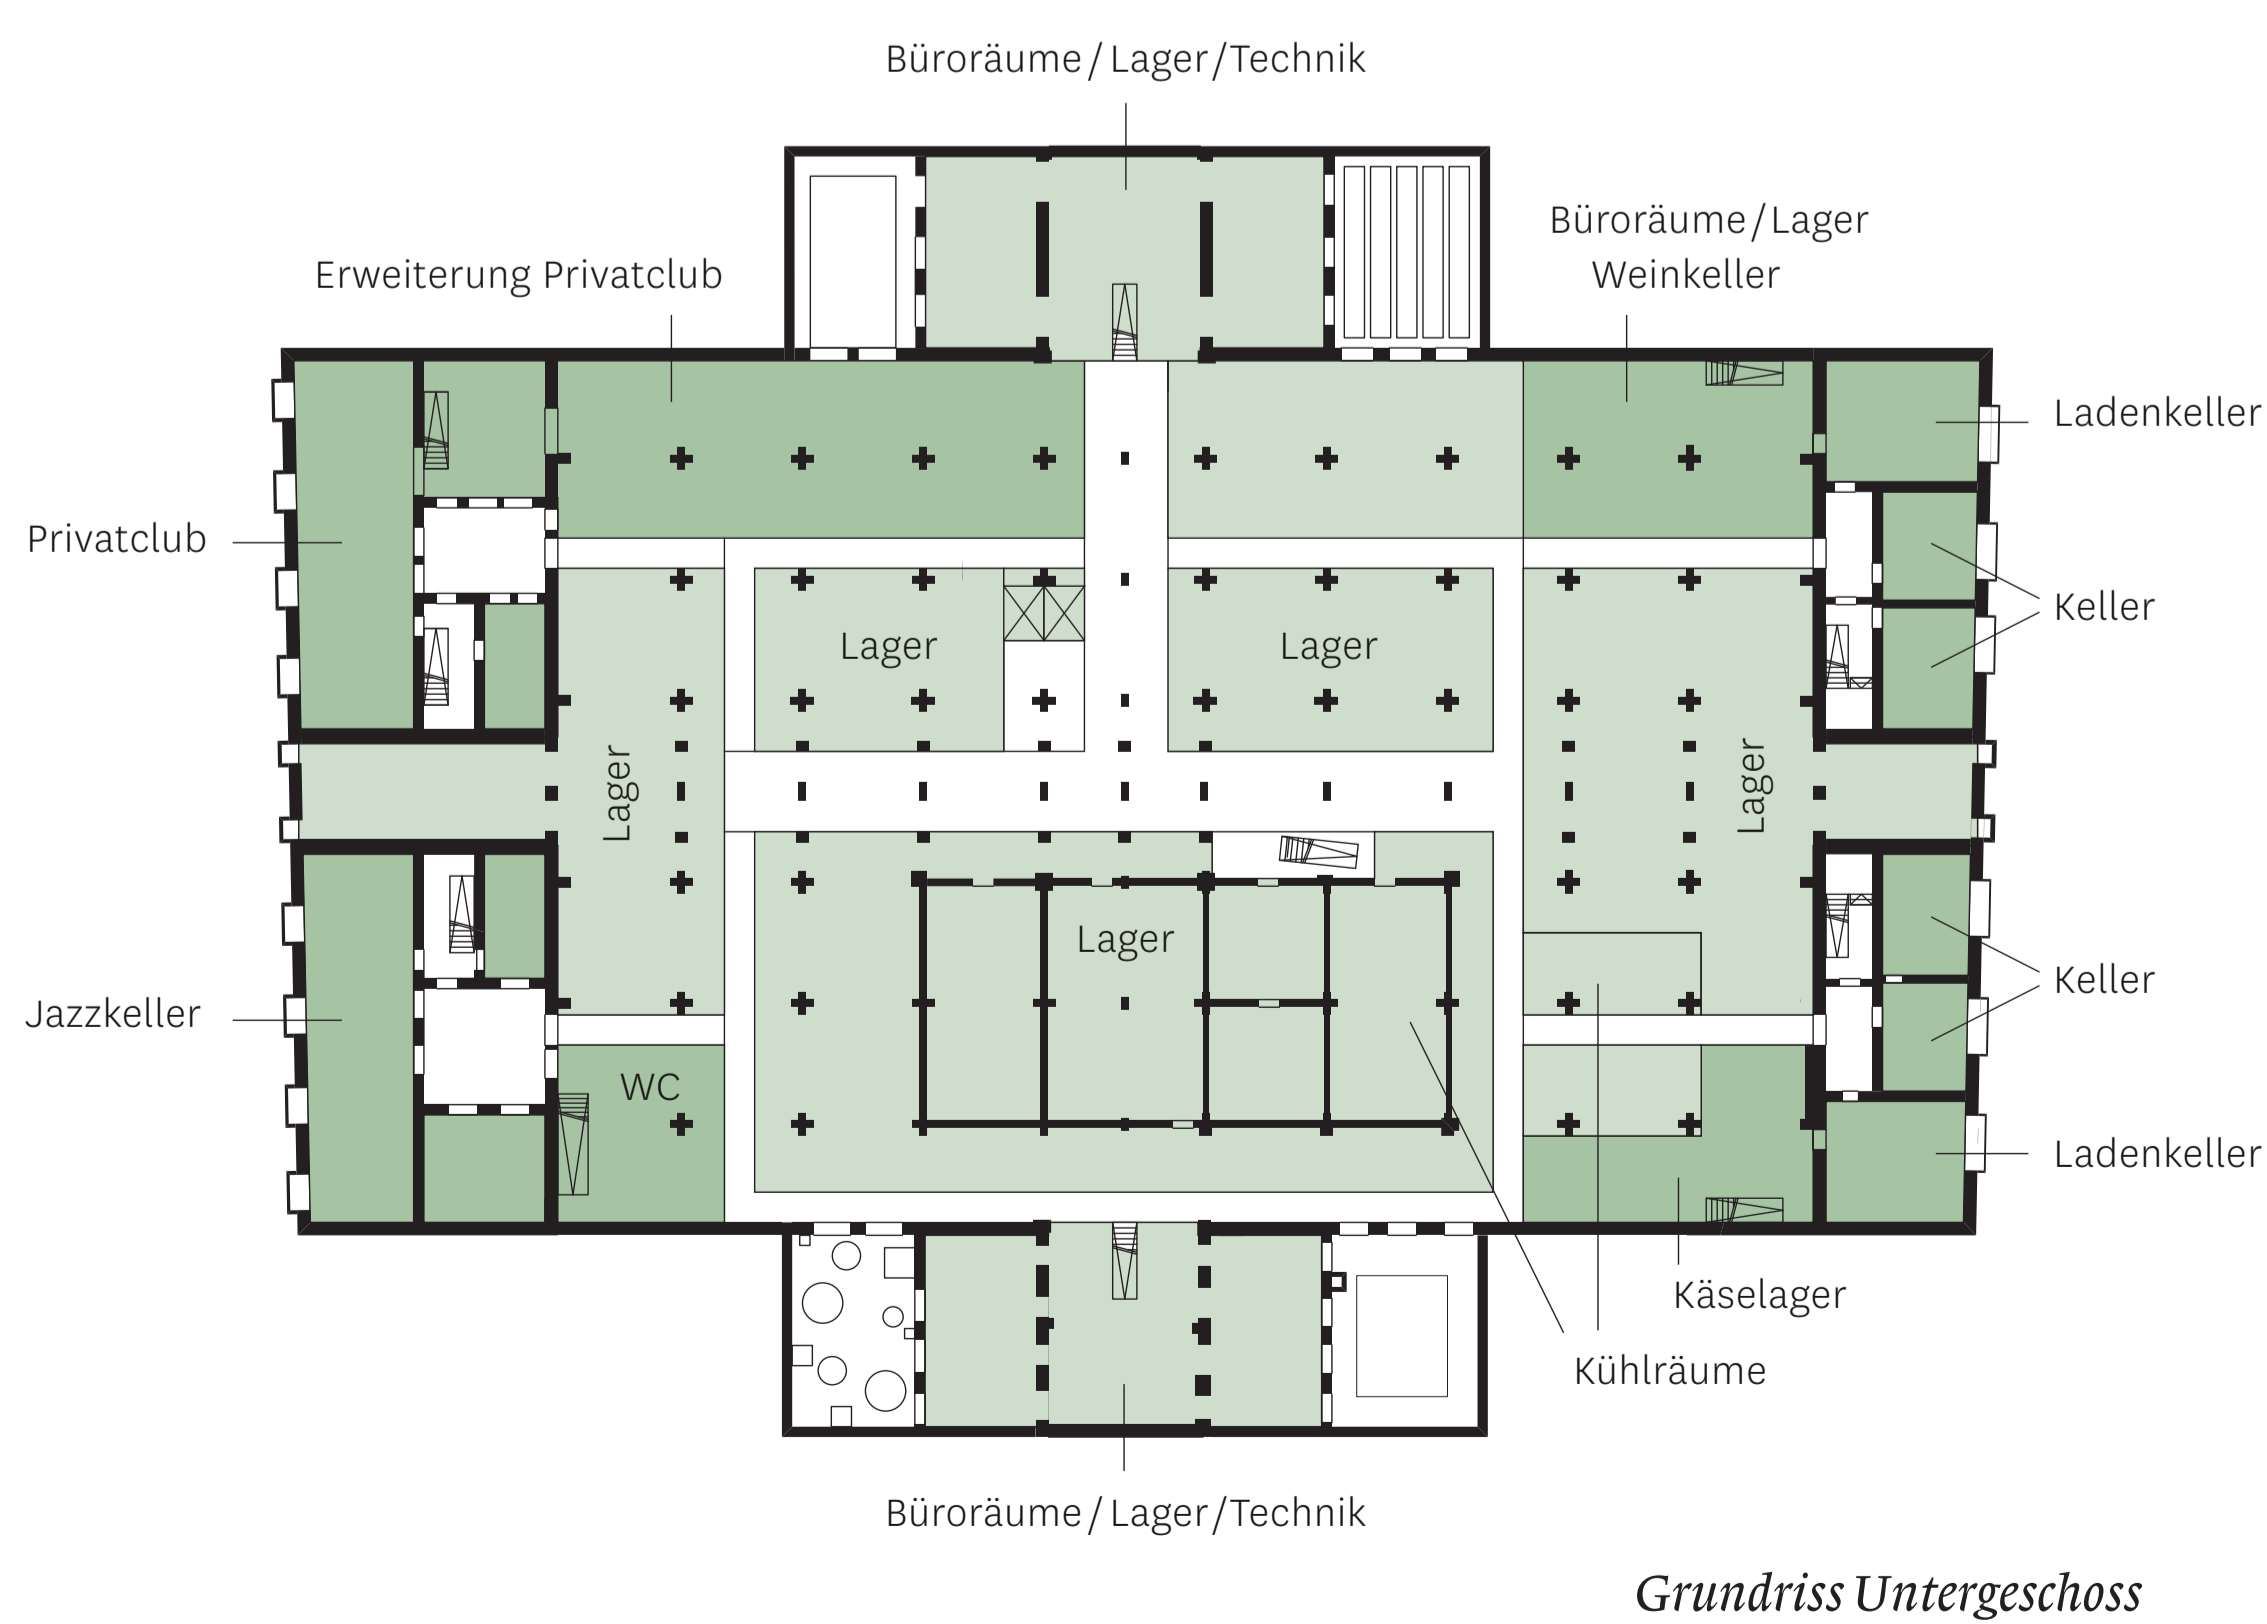 Büroräume/Lager/Technik
Büroräume/Lager
Weinkeller
Erweiterung Privatclub
Ladenkeller
Privatclub
Keller
Lager
Lager
Lager
Lager
Lager
Keller
Jazzkeller
WC
Ladenkeller
Käselager
Kühlräume
Büroräume/Lager/Technik
Grundriss Untergeschoss